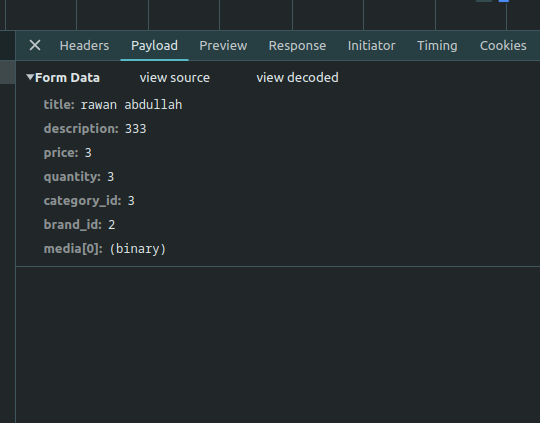 Headers Payload Preview Response Initiator Timing Cookies
Form Data view source view decoded
title: rawan abdullah
description: 333
price: 3
quantity: 3
category_id: 3
brand_id: 2
media[0]: (binary)